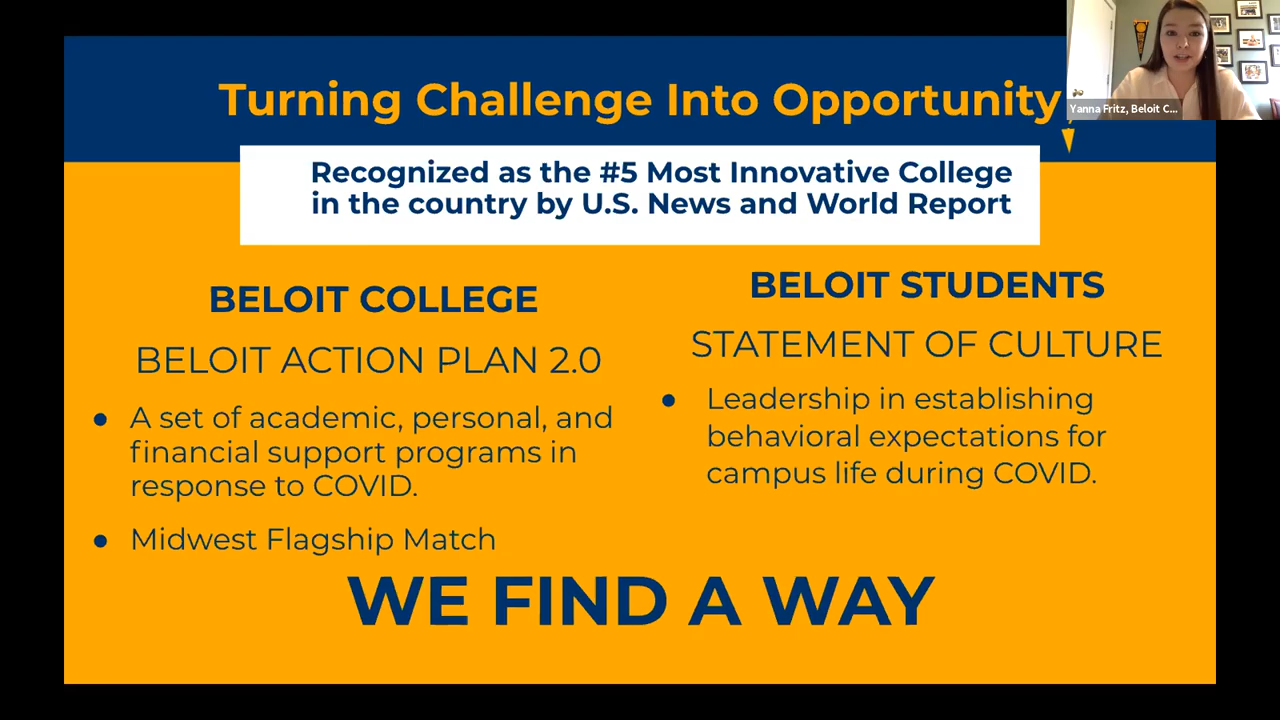 Turning Challenge Into Opportunity
Yanna Fritz, Beloit C...
Recognized as the #5 Most Innovative College
in the country by U.S. News and World Report
BELOIT COLLEGE
BELOIT ACTION PLAN 2.0
● A set of academic, personal, and
financial support programs in
response to COVID.
● Midwest Flagship Match
BELOIT STUDENTS
STATEMENT OF CULTURE
● Leadership in establishing
behavioral expectations for
campus life during COVID.
WE FIND A WAY